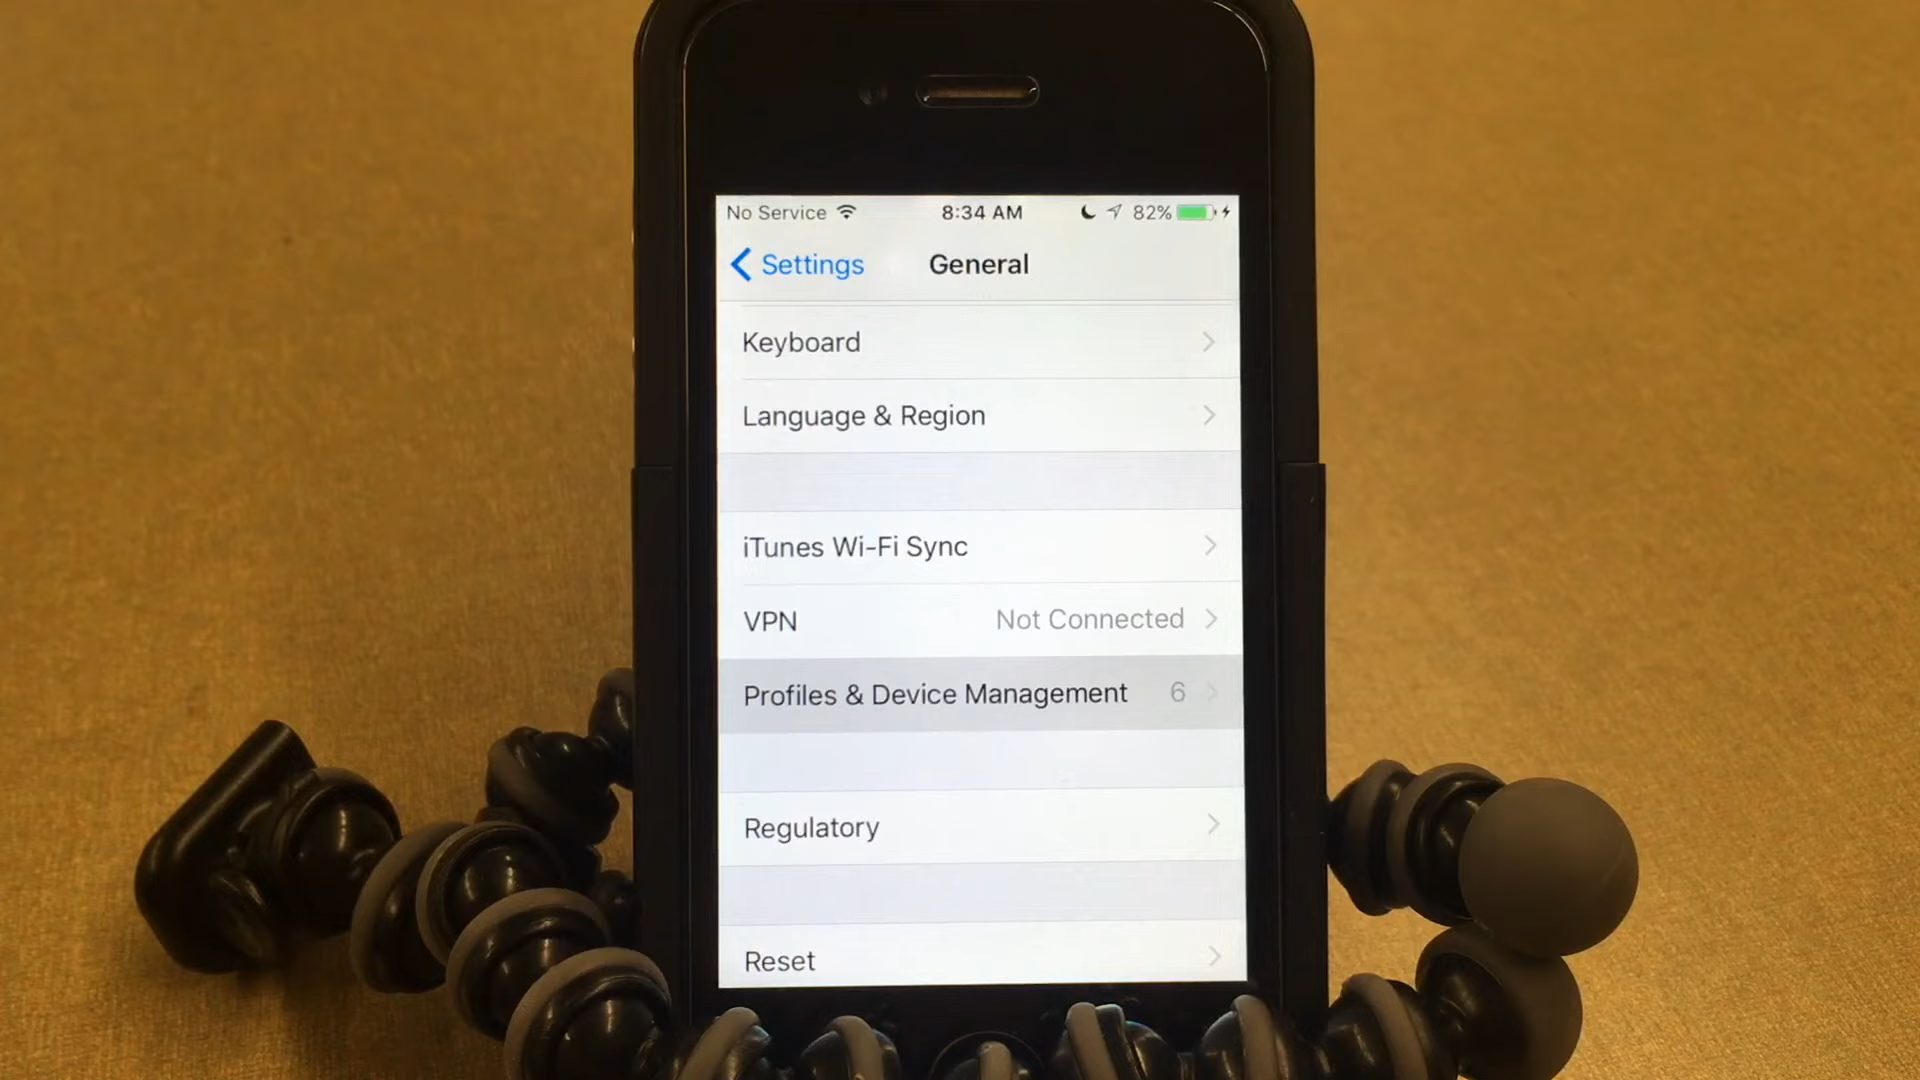 No Service 8:34 AM 82%
Settings General
Keyboard
Language & Region
iTunes Wi-Fi Sync
VPN Not Connected
Profiles & Device Management 6
Regulatory
Reset